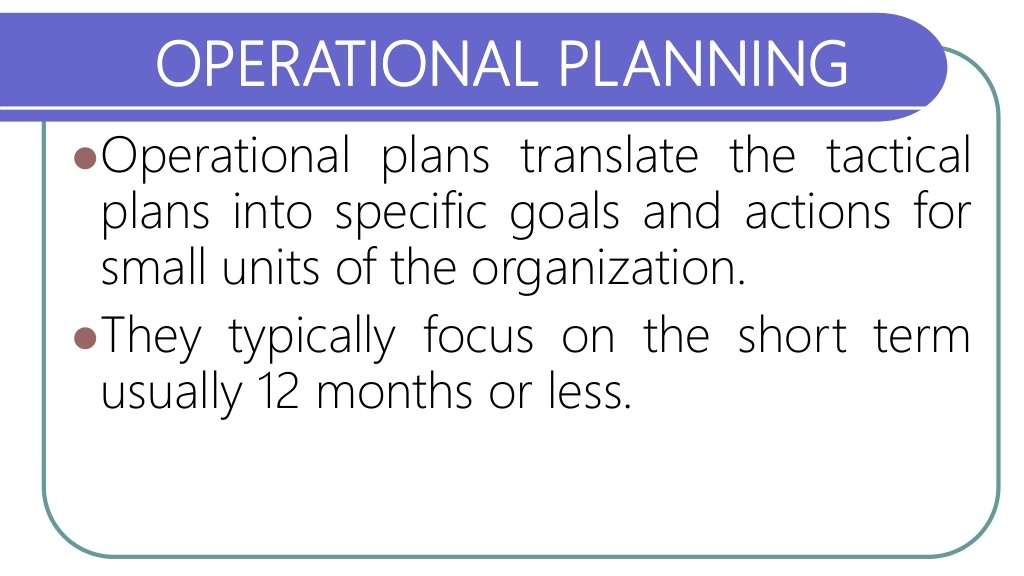 OPERATIONAL PLANNING
●Operational plans translate the tactical
plans into specific goals and actions for
small units of the organization.
●They typically focus on the short term
usually 12 months or less.